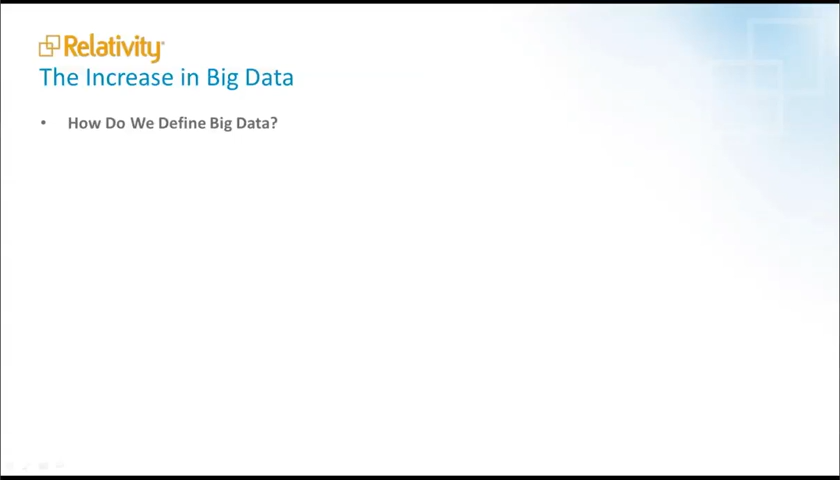 Relativity
The Increase in Big Data
• How Do We Define Big Data?